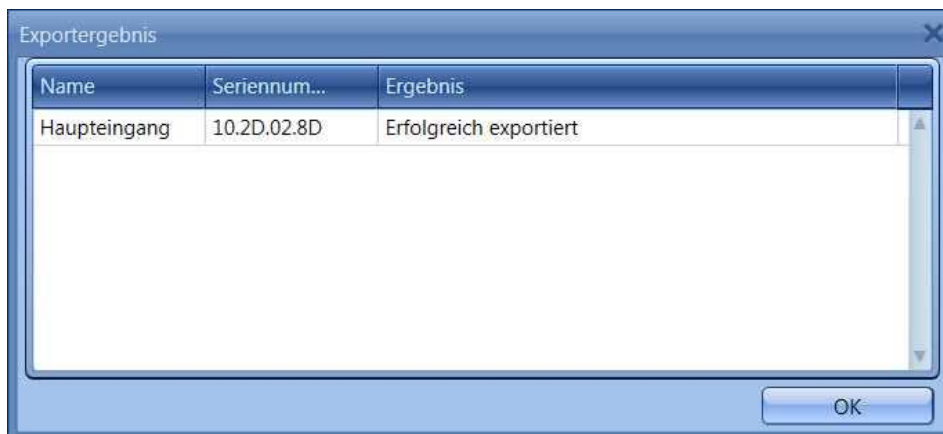 Exportergebnis
Name Seriennum... Ergebnis
Haupteingang 10.2D.02.8D Erfolgreich exportiert
OK